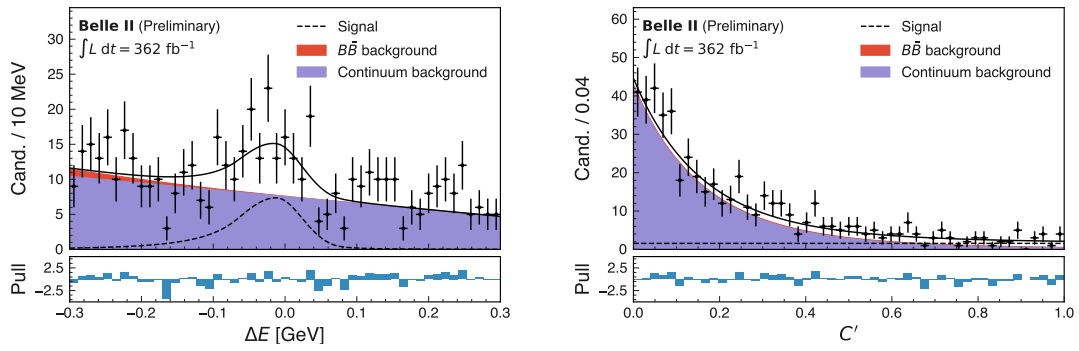 Belle II (Preliminary)
∫L dt = 362 fb⁻¹
Signal
BB̄ background
Continuum background
Cand. / 10 MeV
30
25
20
15
10
5
0
Pull
2.5
−2.5
−0.3 −0.2 −0.1 0.0 0.1 0.2 0.3
ΔE [GeV]
Belle II (Preliminary)
∫L dt = 362 fb⁻¹
Signal
BB̄ background
Continuum background
Cand. / 0.04
60
50
40
30
20
10
0
Pull
2.5
−2.5
0.0 0.2 0.4 0.6 0.8 1.0
C′